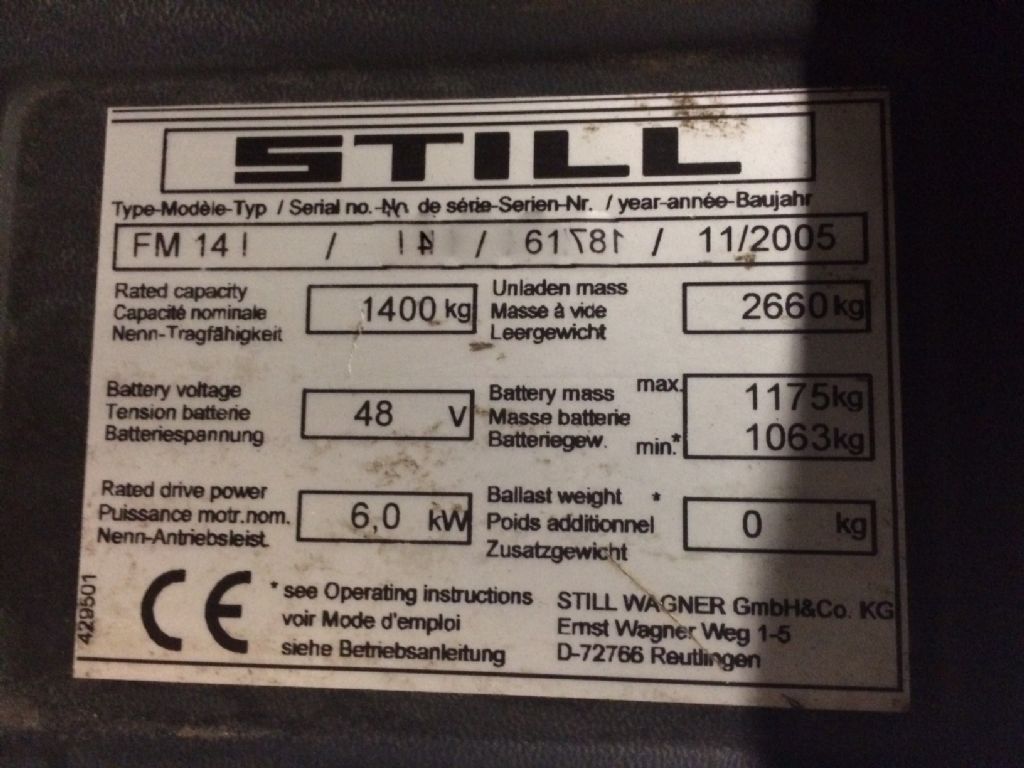 STILL
Type-Modèle-Typ / Serial no.- de série-Serien-Nr. / year-année-Baujahr
FM 14 / / / 11/2005
Rated capacity
Capacité nominale
Nenn-Tragfähigkeit
1400 kg
Unladen mass
Masse à vide
Leergewicht
2660 kg
Battery voltage
Tension batterie
Batteriespannung
48 V
Battery mass max.
Masse batterie
Batteriegew. min.*
1175 kg
1063 kg
Rated drive power
Puissance motr.nom.
Nenn-Antriebsleist.
6,0 kW
Ballast weight *
Poids additionnel
Zusatzgewicht
0 kg
429501
CE
* see Operating instructions
voir Mode d'emploi
siehe Betriebsanleitung
STILL WAGNER GmbH&Co. KG
Ernst Wagner Weg 1-5
D-72766 Reutlingen